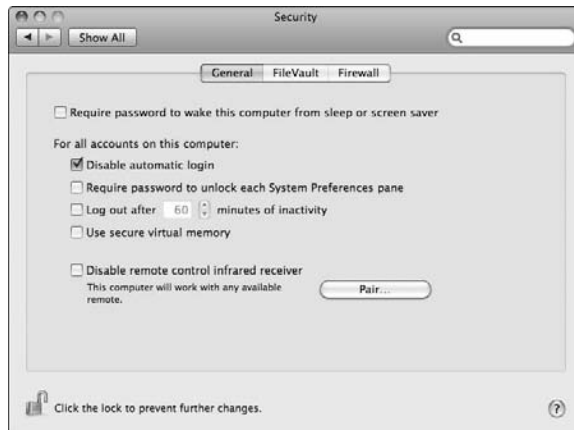 Security
Show All
General FileVault Firewall
Require password to wake this computer from sleep or screen saver
For all accounts on this computer:
Disable automatic login
Require password to unlock each System Preferences pane
Log out after 60 minutes of inactivity
Use secure virtual memory
Disable remote control infrared receiver
This computer will work with any available
remote.
Pair...
Click the lock to prevent further changes.
?